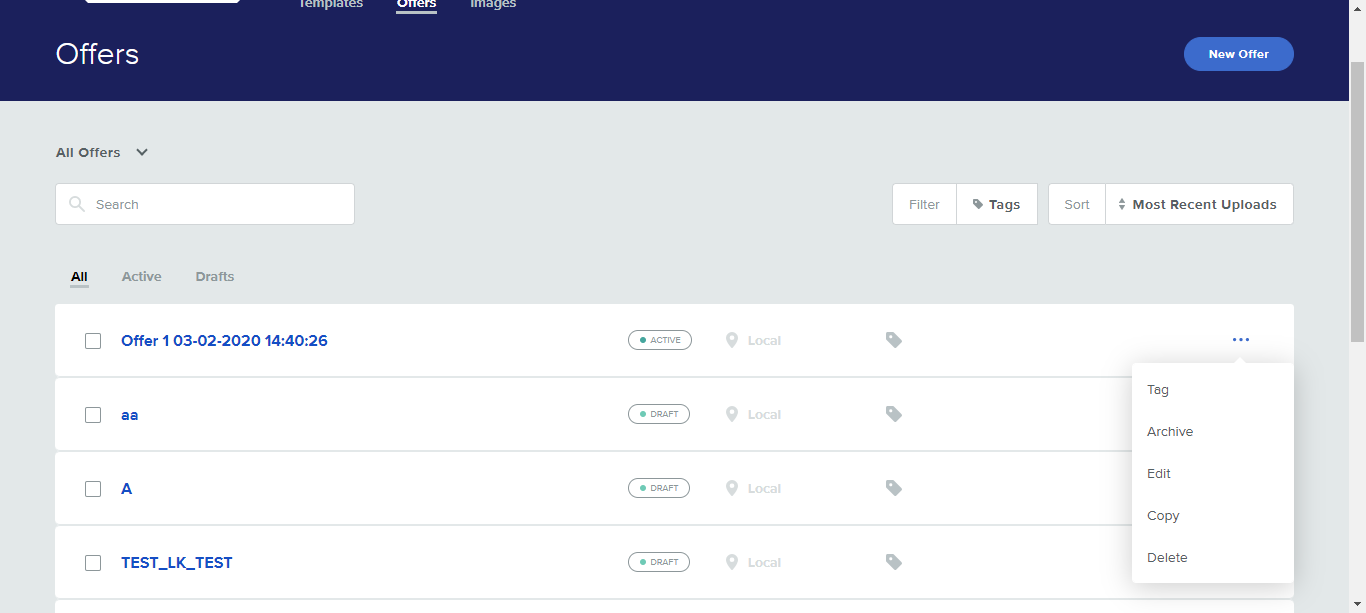 Templates Offers Images
Offers
New Offer
All Offers
Search
Filter Tags Sort Most Recent Uploads
All Active Drafts
Offer 1 03-02-2020 14:40:26 ACTIVE Local
aa DRAFT Local
A DRAFT Local
TEST_LK_TEST DRAFT Local
Tag
Archive
Edit
Copy
Delete